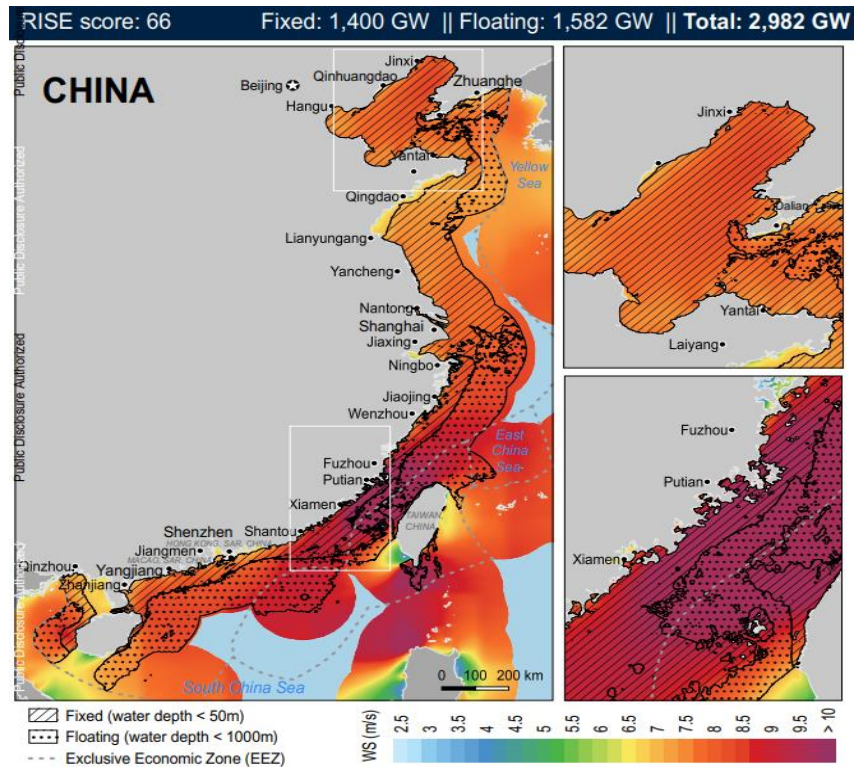 RISE score: 66 Fixed: 1,400 GW || Floating: 1,582 GW || Total: 2,982 GW
Public Disclosure Authorized
Public Disclosure Authorized
Public Disclosure Authorized
Public Disclosure Authorized
CHINA
Jinxi
Qinhuangdao
Beijing
Zhuanghe
Hangu
Yantai
Yellow
Sea
Qingdao
Lianyungang
Yancheng
Nantong
Shanghai
Jiaxing
Ningbo
Jiaojing
Wenzhou
East
China
Sea
Fuzhou
Putian
Xiamen
TAIWAN,
CHINA
Shenzhen
Shantou
HONG KONG, SAR, CHINA
Jiangmen
MACAO, SAR, CHINA
Qinzhou
Yangjiang
Zhanjiang
South China Sea
0 100 200 km
Jinxi
Dalian
Yantai
Laiyang
Fuzhou
Putian
Xiamen
Fixed (water depth < 50m)
Floating (water depth < 1000m)
Exclusive Economic Zone (EEZ)
WS (m/s)
2.5 3 3.5 4 4.5 5 5.5 6 6.5 7 7.5 8 8.5 9 9.5 > 10